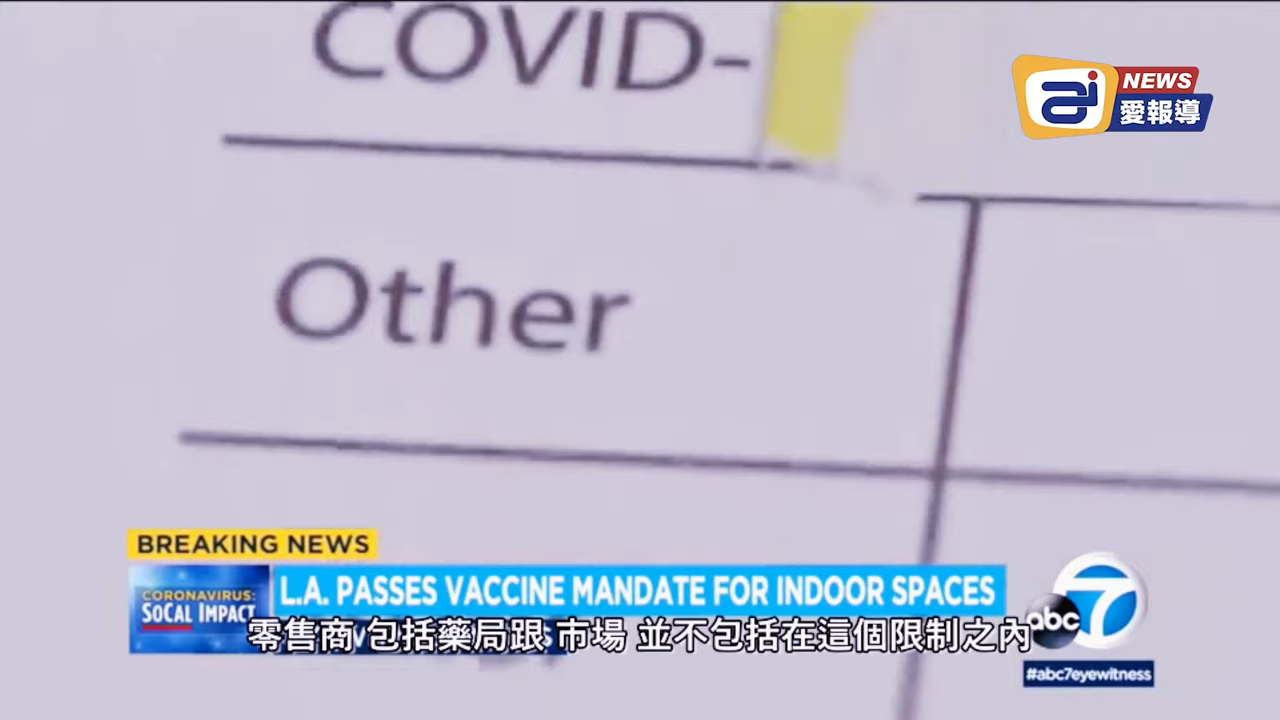 COVID-
NEWS
愛報導
Other
BREAKING NEWS
CORONAVIRUS:
SOCAL IMPACT
L.A. PASSES VACCINE MANDATE FOR INDOOR SPACES
零售商 包括藥局跟 市場 並不包括在這個限制之內
abc 7
#abc7eyewitness